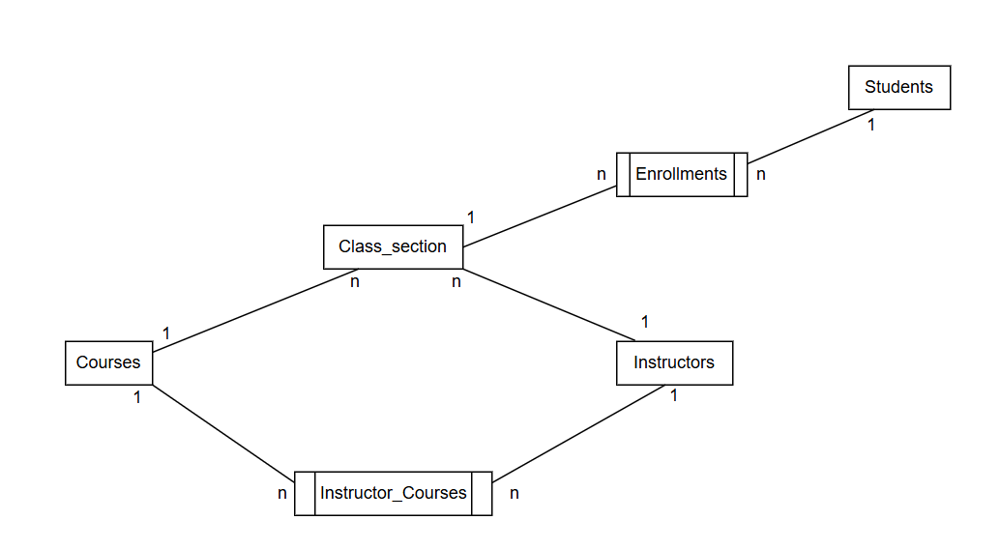 Students
1
Enrollments
n
n
1
Class_section
n
n
1
1
Courses
Instructors
1
1
n
Instructor_Courses
n